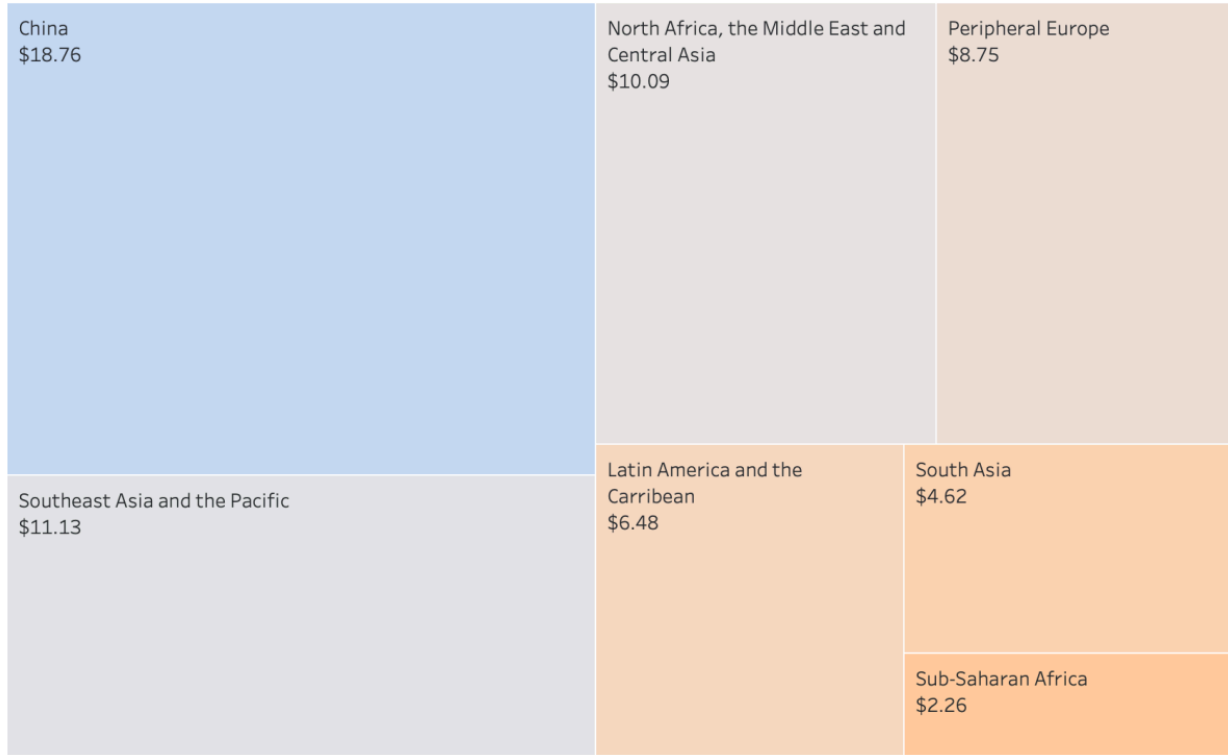 China
$18.76
North Africa, the Middle East and
Central Asia
$10.09
Peripheral Europe
$8.75
Southeast Asia and the Pacific
$11.13
Latin America and the
Carribean
$6.48
South Asia
$4.62
Sub-Saharan Africa
$2.26